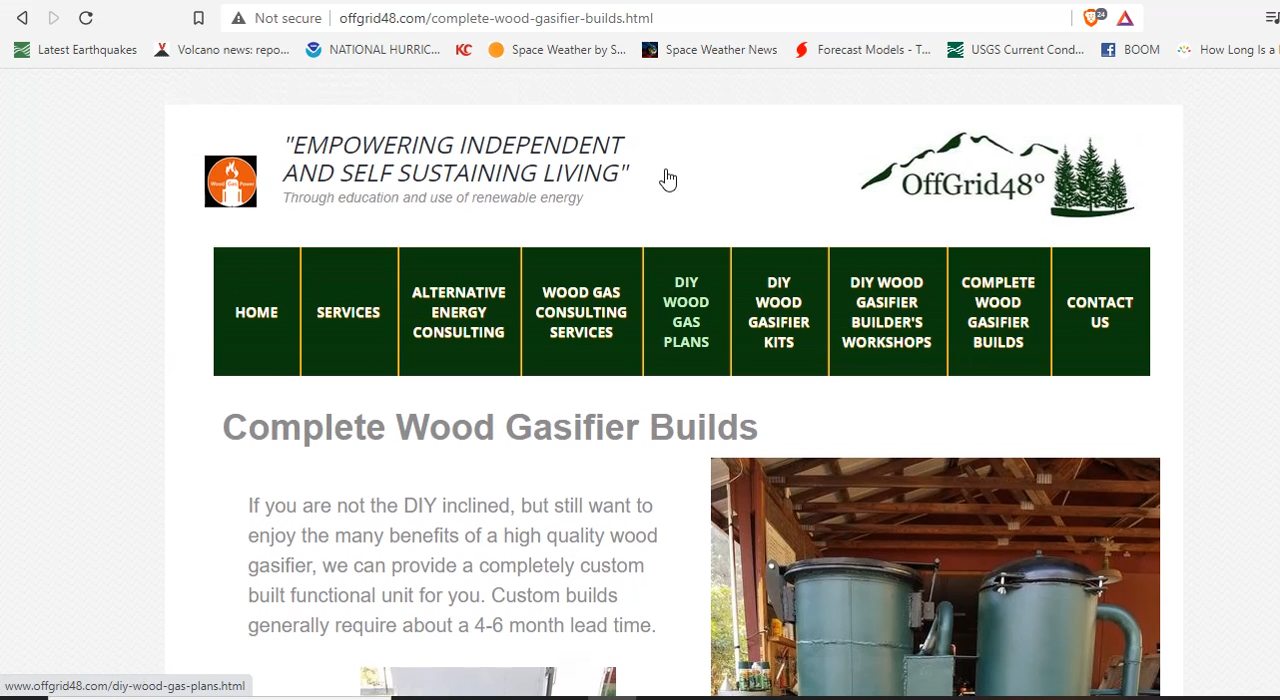 Not secure
offgrid48.com/complete-wood-gasifier-builds.html
24
Latest Earthquakes
Volcano news: repo...
NATIONAL HURRIC...
KC
Space Weather by S...
Space Weather News
Forecast Models - T...
USGS Current Cond...
BOOM
How Long Is a
"EMPOWERING INDEPENDENT
AND SELF SUSTAINING LIVING"
Through education and use of renewable energy
Wood Gas Power
OffGrid48°
HOME
SERVICES
ALTERNATIVE
ENERGY
CONSULTING
WOOD GAS
CONSULTING
SERVICES
DIY
WOOD
GAS
PLANS
DIY
WOOD
GASIFIER
KITS
DIY WOOD
GASIFIER
BUILDER'S
WORKSHOPS
COMPLETE
WOOD
GASIFIER
BUILDS
CONTACT
US
Complete Wood Gasifier Builds
If you are not the DIY inclined, but still want to
enjoy the many benefits of a high quality wood
gasifier, we can provide a completely custom
built functional unit for you. Custom builds
generally require about a 4-6 month lead time.
www.offgrid48.com/diy-wood-gas-plans.html